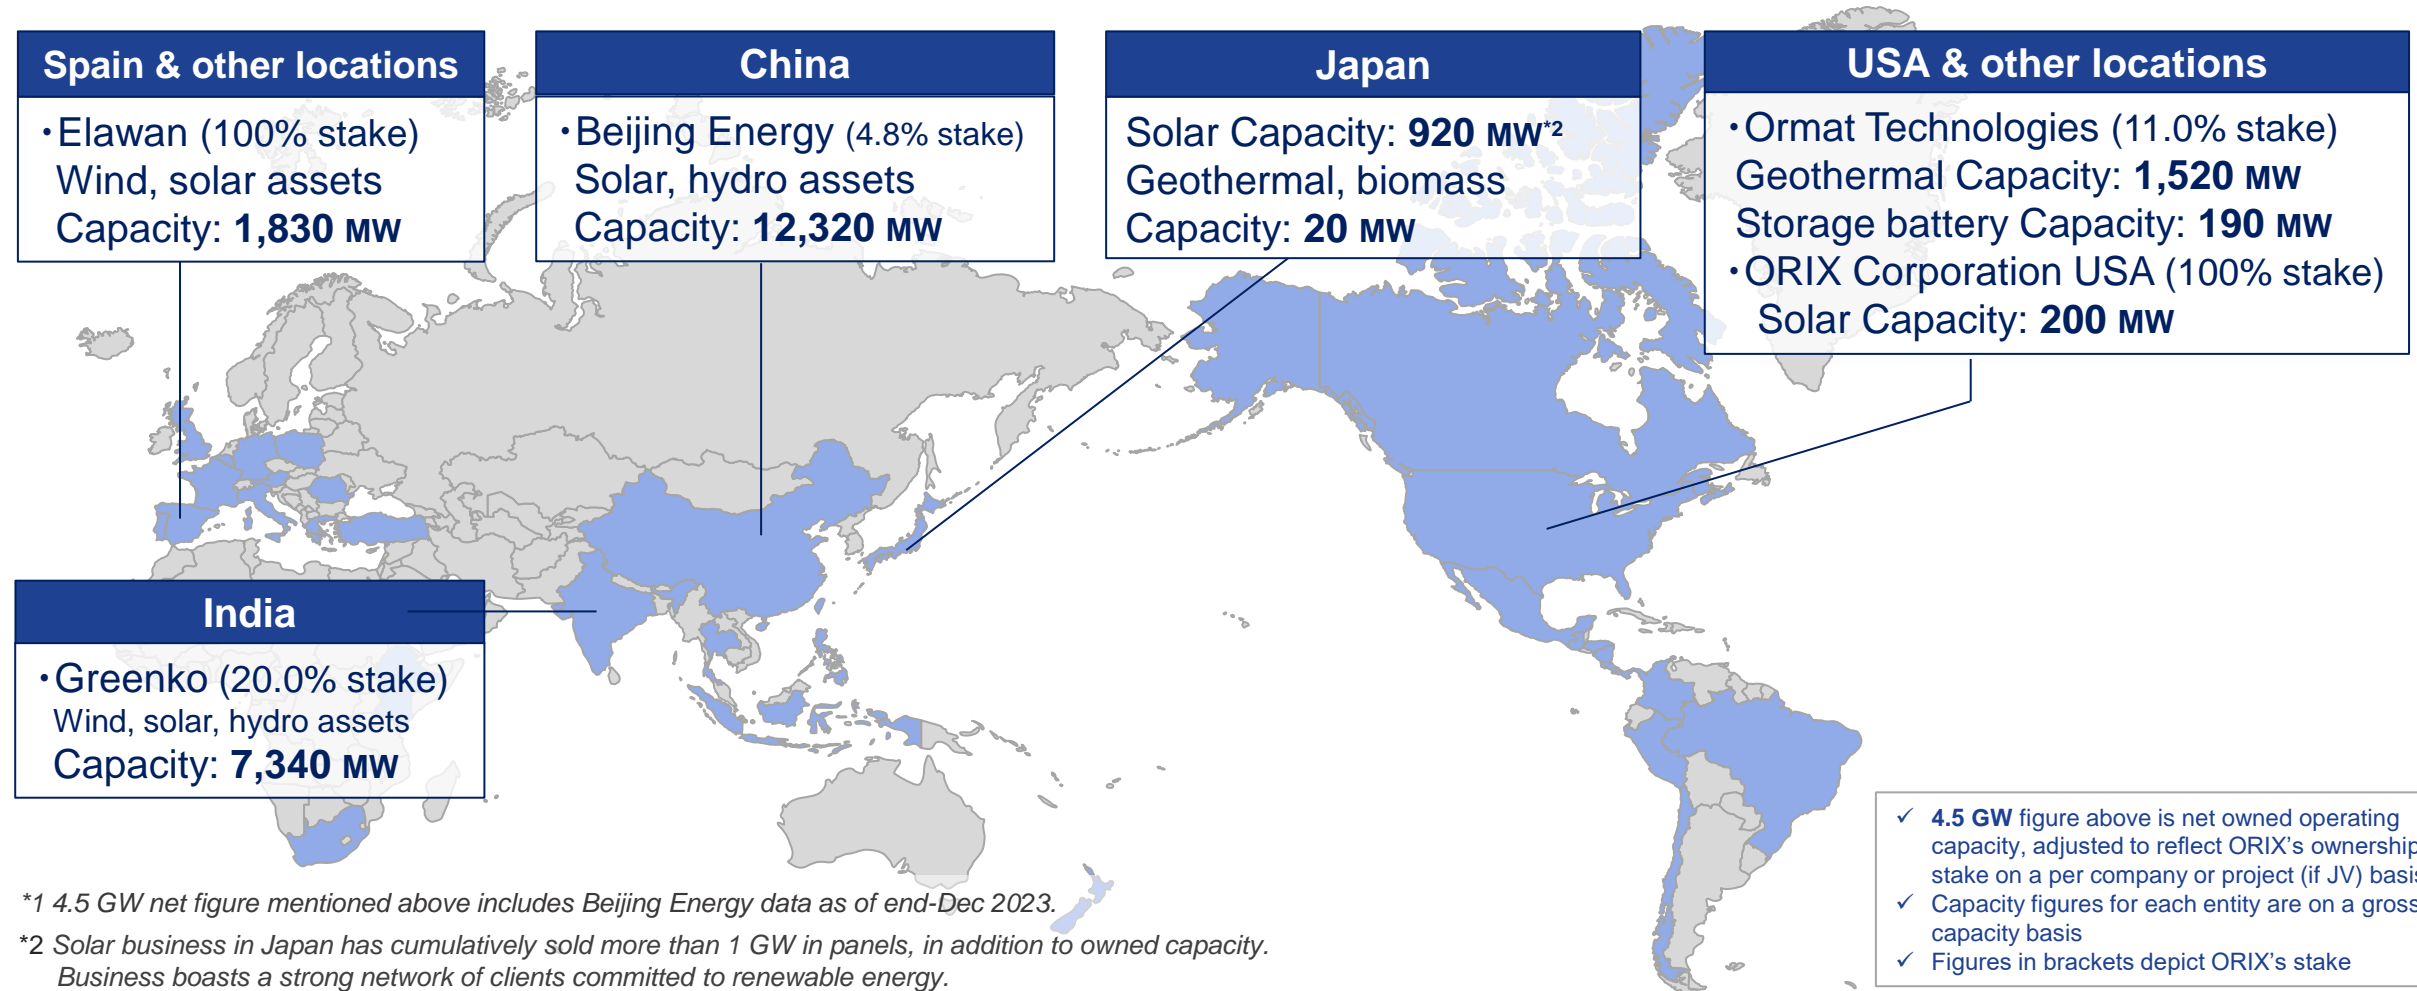 Spain & other locations
・Elawan (100% stake)
Wind, solar assets
Capacity: 1,830 MW
China
・Beijing Energy (4.8% stake)
Solar, hydro assets
Capacity: 12,320 MW
Japan
Solar Capacity: 920 MW*2
Geothermal, biomass
Capacity: 20 MW
USA & other locations
・Ormat Technologies (11.0% stake)
Geothermal Capacity: 1,520 MW
Storage battery Capacity: 190 MW
・ORIX Corporation USA (100% stake)
Solar Capacity: 200 MW
India
・Greenko (20.0% stake)
Wind, solar, hydro assets
Capacity: 7,340 MW
✓ 4.5 GW figure above is net owned operating
capacity, adjusted to reflect ORIX’s ownership
stake on a per company or project (if JV) basis
✓ Capacity figures for each entity are on a gross
capacity basis
✓ Figures in brackets depict ORIX’s stake
*1 4.5 GW net figure mentioned above includes Beijing Energy data as of end-Dec 2023.
*2 Solar business in Japan has cumulatively sold more than 1 GW in panels, in addition to owned capacity.
Business boasts a strong network of clients committed to renewable energy.